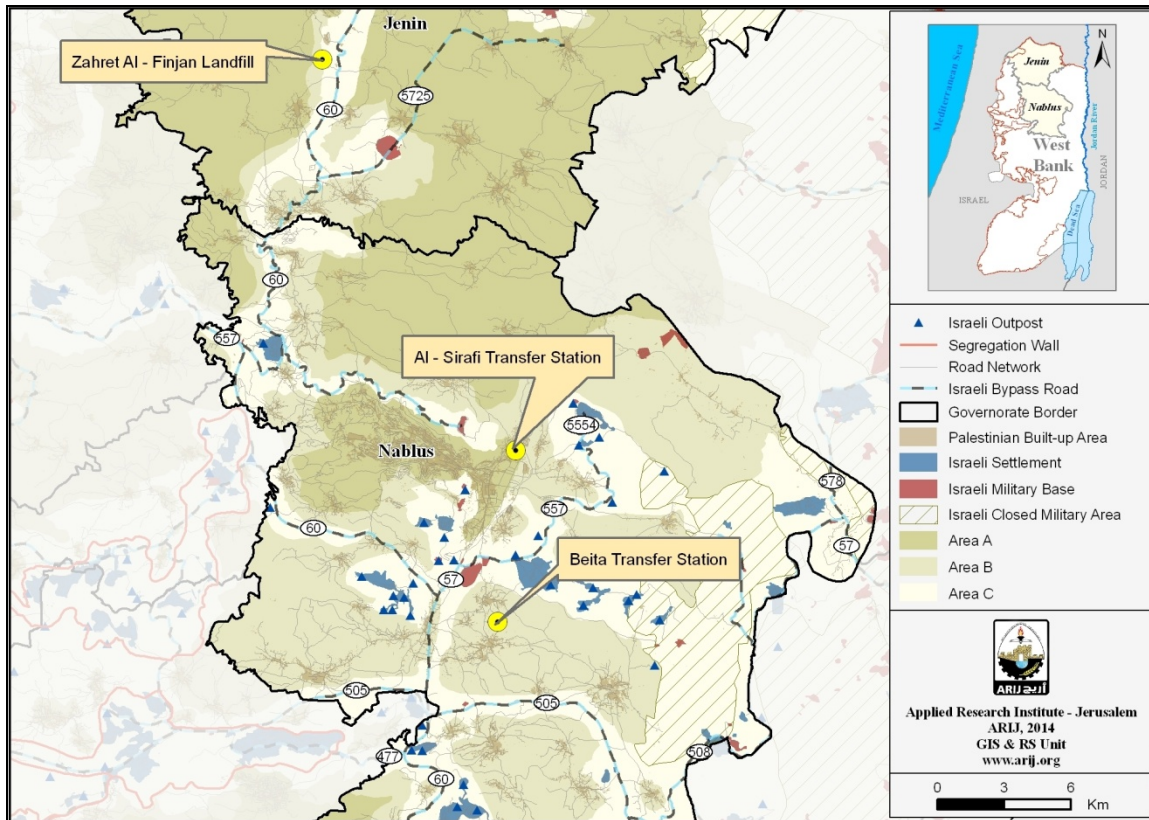 Jenin
Zahret Al - Finjan Landfill
60
5725
60
557
Al - Sirafi Transfer Station
5554
Nablus
578
557
60
57
Beita Transfer Station
57
505
505
508
477
60
N
Jenin
Nablus
Mediterranean Sea
West
Bank
Jordan River
JORDAN
ISRAEL
Dead Sea
Israeli Outpost
Segregation Wall
Road Network
Israeli Bypass Road
Governorate Border
Palestinian Built-up Area
Israeli Settlement
Israeli Military Base
Israeli Closed Military Area
Area A
Area B
Area C
ARIJ أريج
Applied Research Institute - Jerusalem
ARIJ, 2014
GIS & RS Unit
www.arij.org
0 3 6
Km